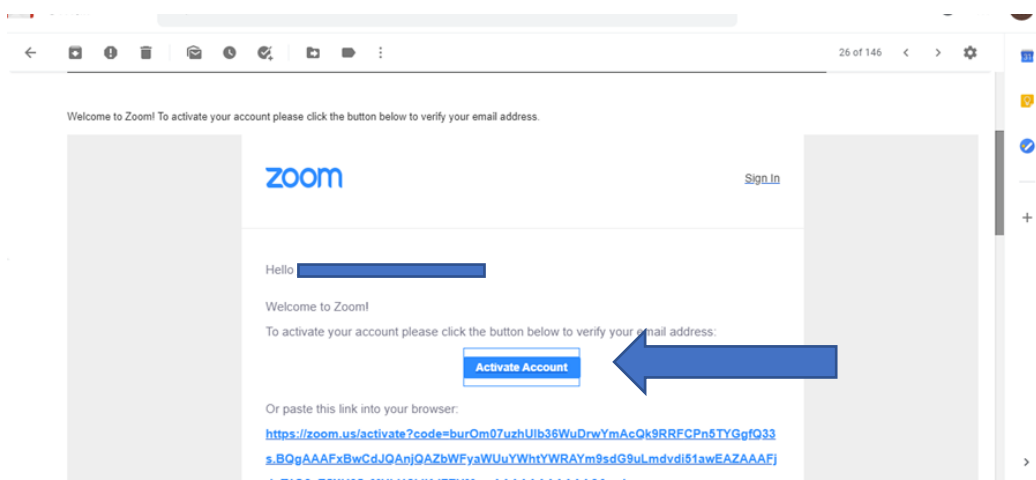 26 of 146
31
Welcome to Zoom! To activate your account please click the button below to verify your email address.
zoom
Sign In
Hello
Welcome to Zoom!
To activate your account please click the button below to verify your email address:
Activate Account
Or paste this link into your browser:
https://zoom.us/activate?code=burOm07uzhUIb36WuDrwYmAcQk9RRFCPn5TYGgfQ33
s.BQgAAAFxBwCdJQAnjQAZbWFyaWUuYWhtYWRAYm9sdG9uLmdvdi51awEAZAAAFj